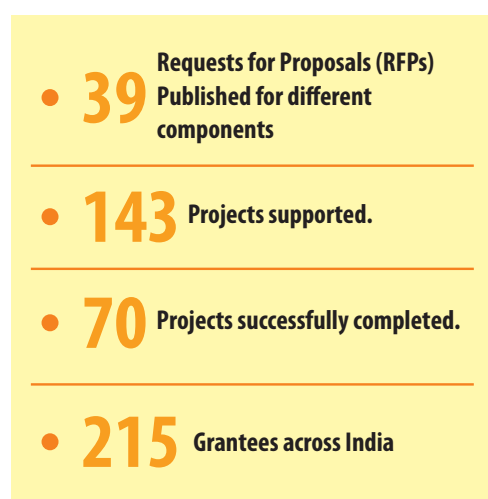 • 39 Requests for Proposals (RFPs)
Published for different
components
• 143 Projects supported.
• 70 Projects successfully completed.
• 215 Grantees across India